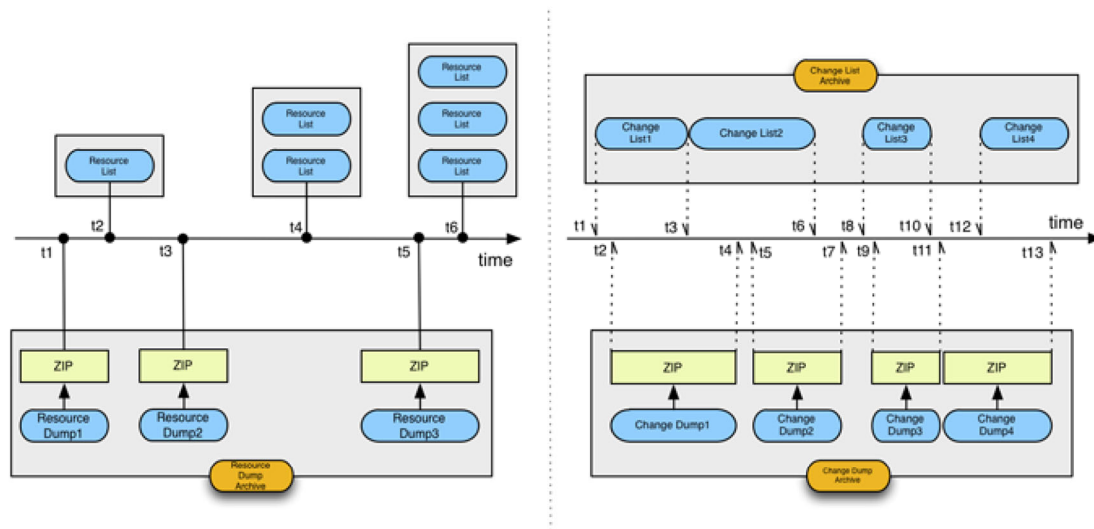 Resource
List
Resource
List
Resource
List
Resource
List
Resource
List
Resource
List
t2
t4
t6
t1
t3
t5
time
ZIP
ZIP
ZIP
Resource
Dump1
Resource
Dump2
Resource
Dump3
Resource
Dump
Archive
Change List
Archive
Change
List1
Change List2
Change
List3
Change
List4
t1
t3
t6
t8
t10
t12
time
t2
t4
t5
t7
t9
t11
t13
ZIP
ZIP
ZIP
ZIP
Change Dump1
Change
Dump2
Change
Dump3
Change
Dump4
Change Dump
Archive